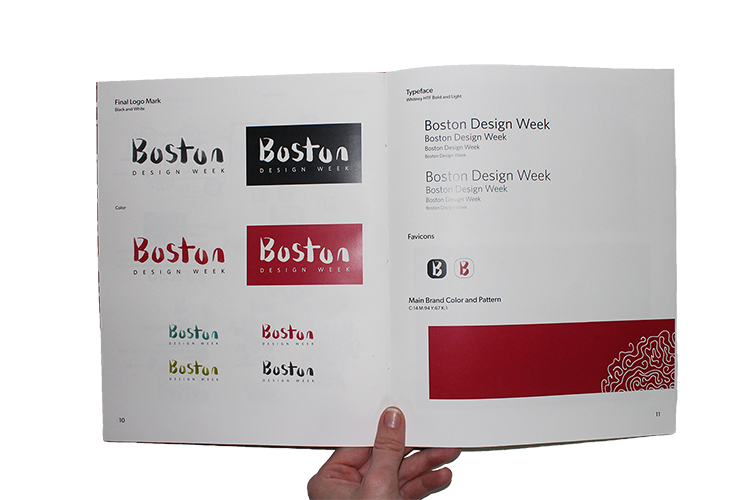 Final Logo Mark
Black and White
Boston
DESIGN WEEK
Boston
DESIGN WEEK
Color
Boston
DESIGN WEEK
Boston
DESIGN WEEK
Boston
DESIGN WEEK
Boston
DESIGN WEEK
Boston
DESIGN WEEK
Boston
DESIGN WEEK
10
Typeface
Whitney HTF Bold and Light
Boston Design Week
Boston Design Week
Boston Design Week
Boston Design Week
Boston Design Week
Boston Design Week
Boston Design Week
Boston Design Week
Favicons
B
B
Main Brand Color and Pattern
C:14 M:94 Y:67 K:
11